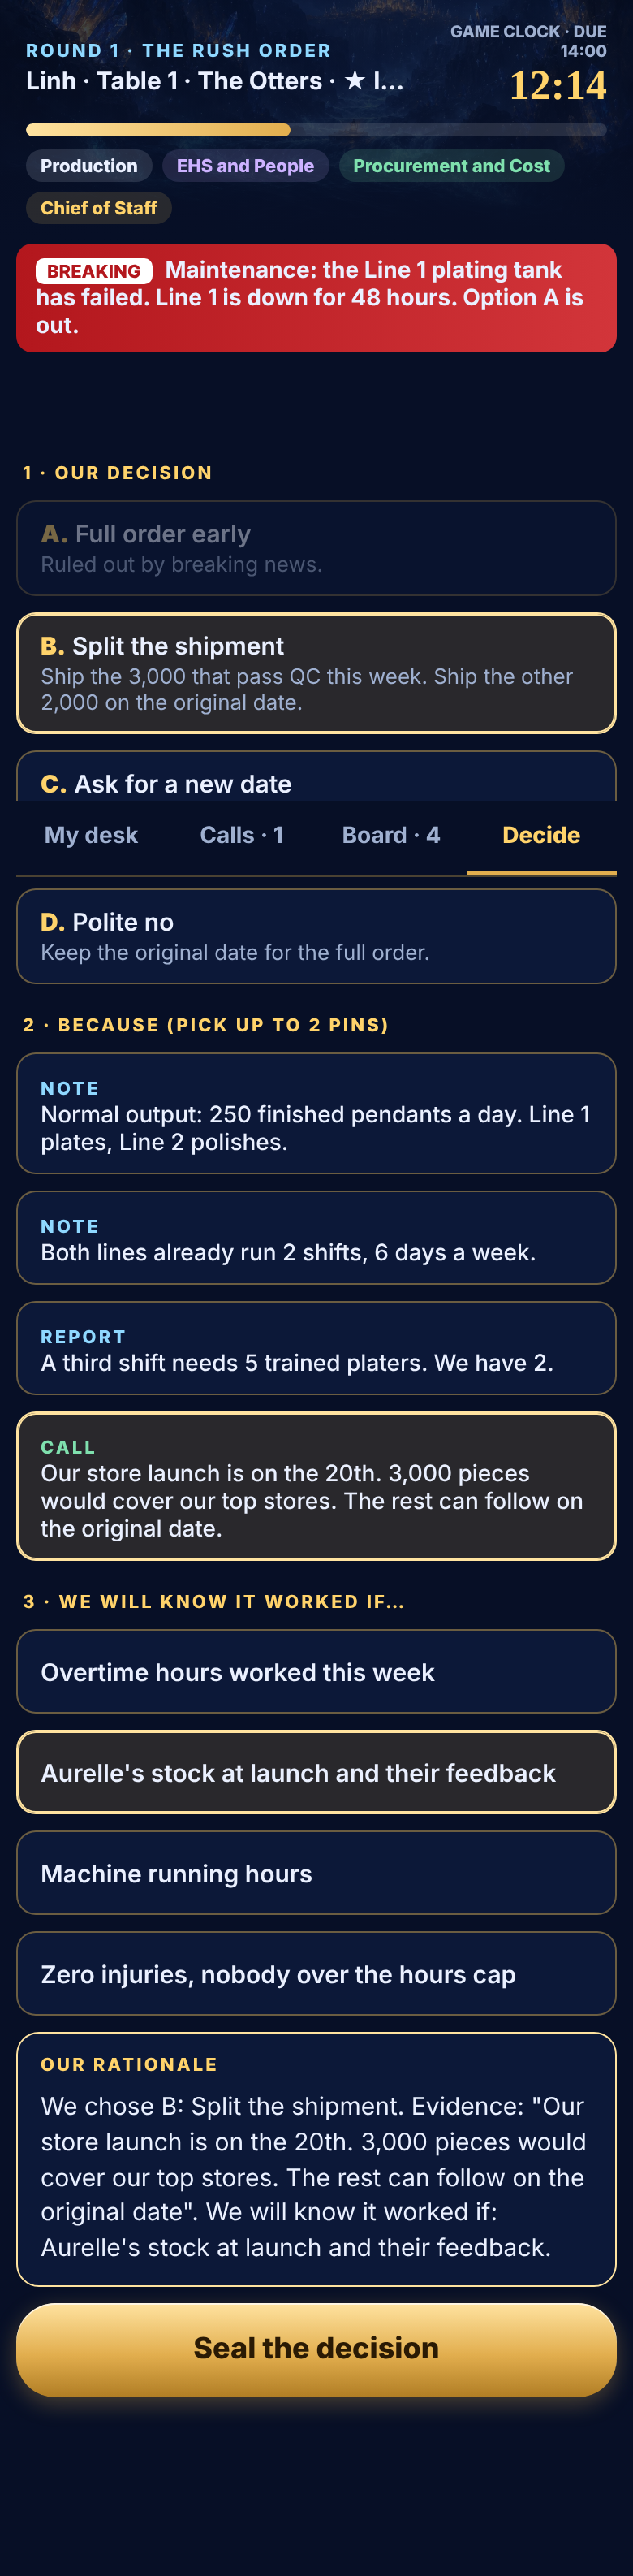 GAME CLOCK · DUE
14:00
ROUND 1 · THE RUSH ORDER
Linh · Table 1 · The Otters · ★ I...
12:14
Production
EHS and People
Procurement and Cost
Chief of Staff
BREAKING Maintenance: the Line 1 plating tank
has failed. Line 1 is down for 48 hours. Option A is
out.
1 · OUR DECISION
A. Full order early
Ruled out by breaking news.
B. Split the shipment
Ship the 3,000 that pass QC this week. Ship the other
2,000 on the original date.
C. Ask for a new date
My desk
Calls · 1
Board · 4
Decide
D. Polite no
Keep the original date for the full order.
2 · BECAUSE (PICK UP TO 2 PINS)
NOTE
Normal output: 250 finished pendants a day. Line 1
plates, Line 2 polishes.
NOTE
Both lines already run 2 shifts, 6 days a week.
REPORT
A third shift needs 5 trained platers. We have 2.
CALL
Our store launch is on the 20th. 3,000 pieces
would cover our top stores. The rest can follow on
the original date.
3 · WE WILL KNOW IT WORKED IF...
Overtime hours worked this week
Aurelle's stock at launch and their feedback
Machine running hours
Zero injuries, nobody over the hours cap
OUR RATIONALE
We chose B: Split the shipment. Evidence: "Our
store launch is on the 20th. 3,000 pieces would
cover our top stores. The rest can follow on the
original date". We will know it worked if:
Aurelle's stock at launch and their feedback.
Seal the decision